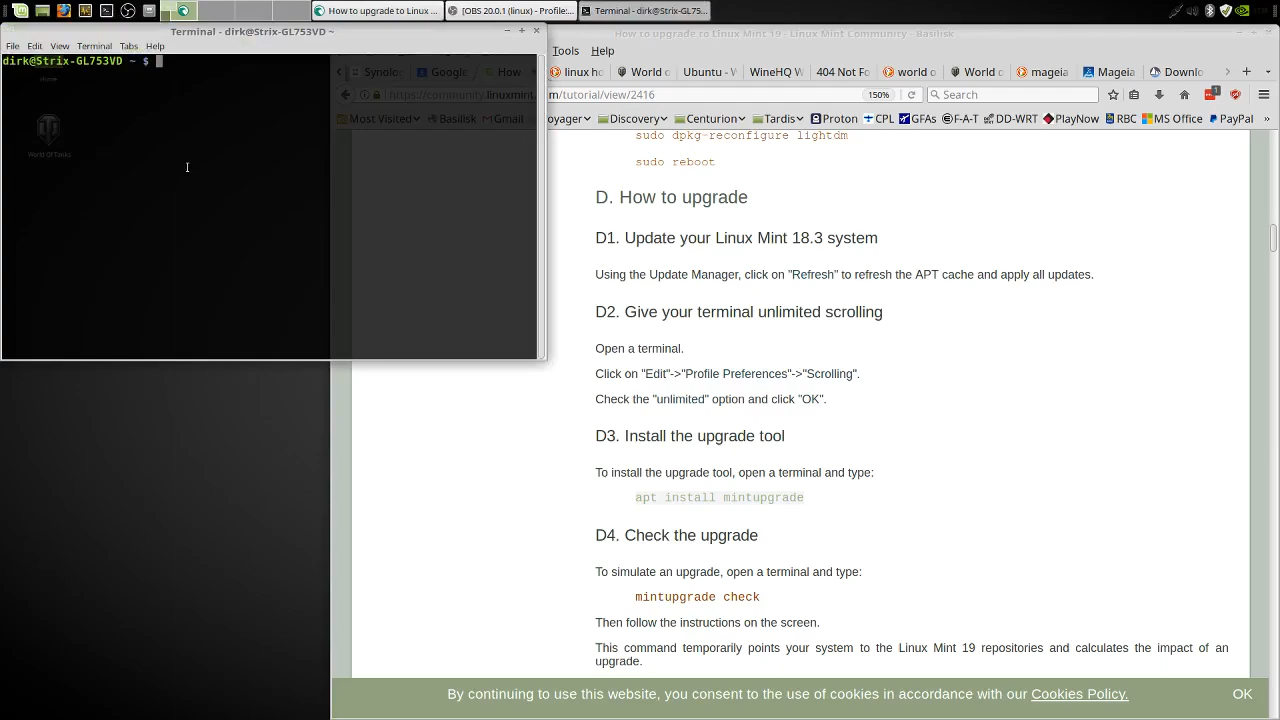 How to upgrade to Linux ...
[OBS 20.0.1 (linux) - Profile:...
Terminal - dirk@Strix-GL75...
Terminal - dirk@Strix-GL753VD ~
How to upgrade to Linux Mint 19 - Linux Mint Community - Basilisk
File Edit View Terminal Tabs Help
Tools Help
dirk@Strix-GL753VD ~ $
Home
World Of Tanks
Synolo
Google
How
linux ho
World o
Ubuntu - W
WineHQ
404 Not F
world o
World o
mageia
Mageia
Downlo
https://community.linuxmint.com/tutorial/view/2416
150%
Search
Most Visited
Basilisk
Gmail
oyager
Discovery
Centurion
Tardis
Proton
CPL
GFAs
F-A-T
DD-WRT
PlayNow
RBC
MS Office
PayPal
sudo dpkg-reconfigure lightdm
sudo reboot
D. How to upgrade
D1. Update your Linux Mint 18.3 system
Using the Update Manager, click on "Refresh" to refresh the APT cache and apply all updates.
D2. Give your terminal unlimited scrolling
Open a terminal.
Click on "Edit"->"Profile Preferences"->"Scrolling".
Check the "unlimited" option and click "OK".
D3. Install the upgrade tool
To install the upgrade tool, open a terminal and type:
apt install mintupgrade
D4. Check the upgrade
To simulate an upgrade, open a terminal and type:
mintupgrade check
Then follow the instructions on the screen.
This command temporarily points your system to the Linux Mint 19 repositories and calculates the impact of an
upgrade.
By continuing to use this website, you consent to the use of cookies in accordance with our Cookies Policy.
OK